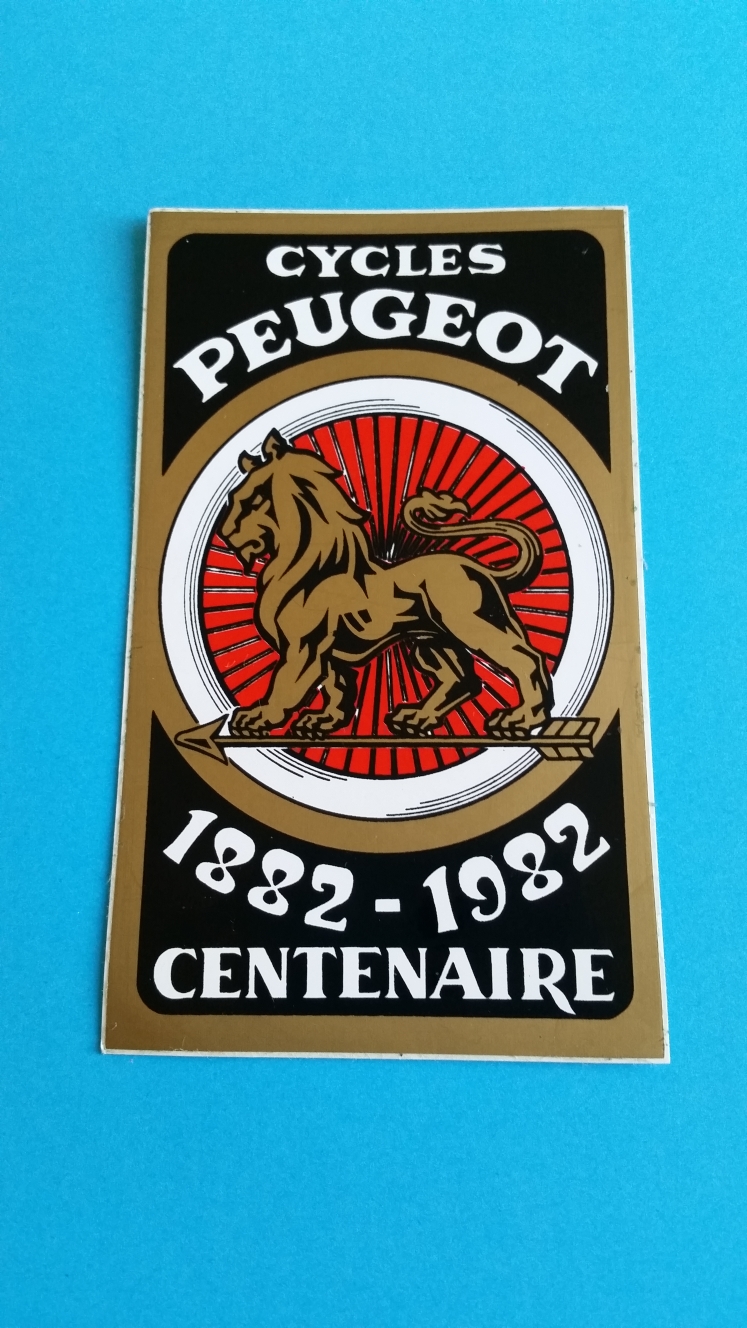 CYCLES
PEUGEOT
1882-1982
CENTENAIRE